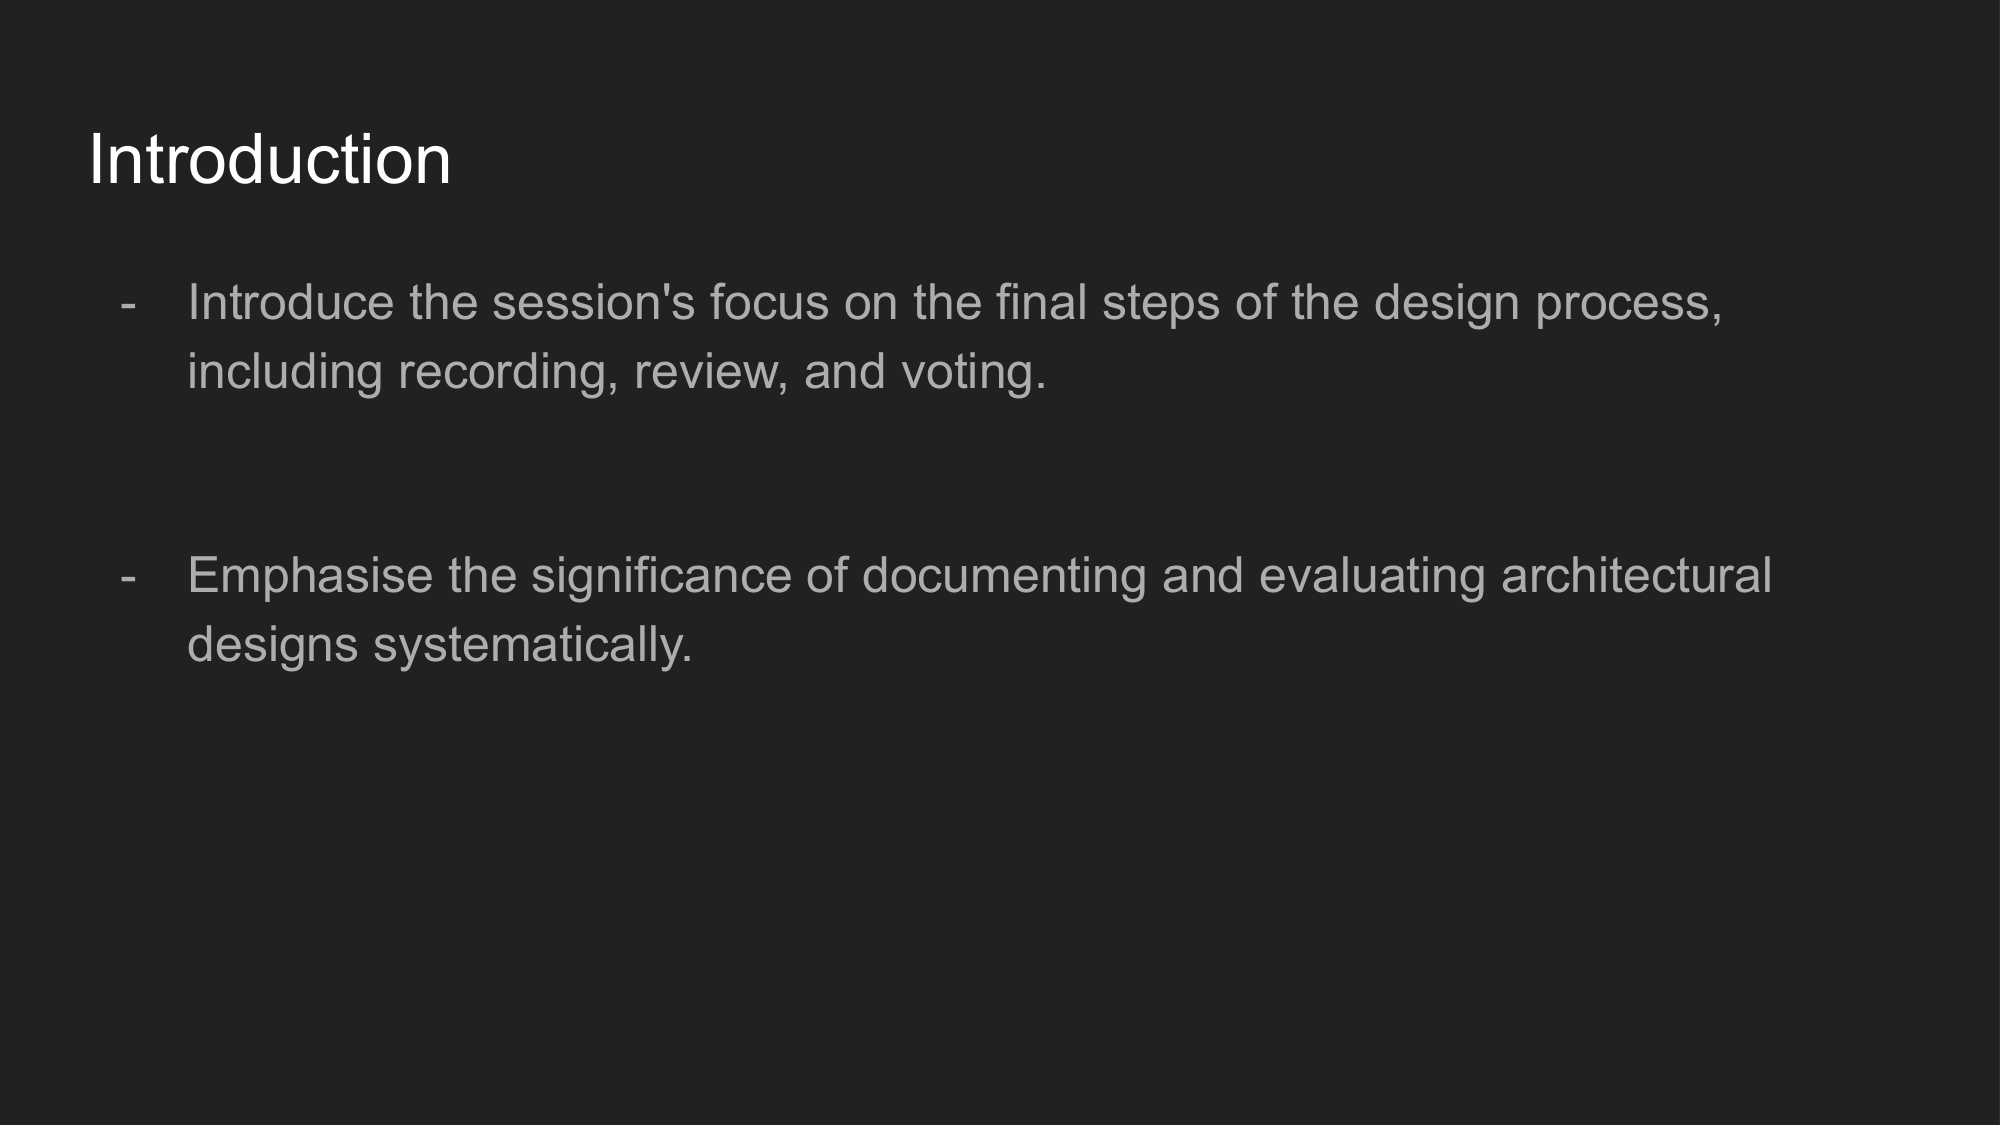 Introduction
- Introduce the session's focus on the final steps of the design process,
including recording, review, and voting.
- Emphasise the significance of documenting and evaluating architectural
designs systematically.